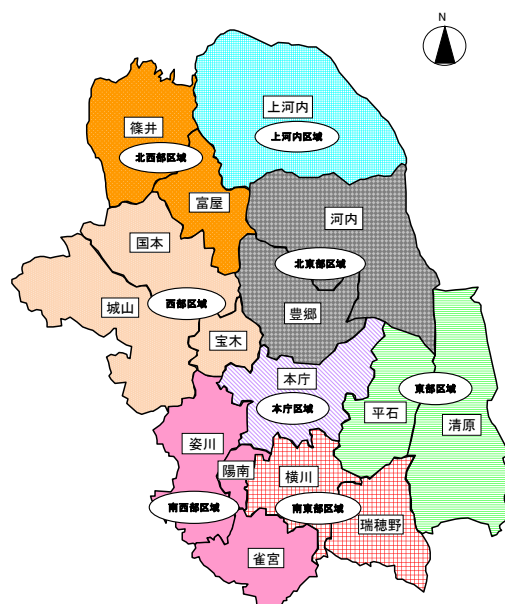 N
上河内
篠井
上河内区域
北西部区域
富屋
河内
国本
北東部区域
城山
西部区域
豊郷
宝木
本庁
東部区域
本庁区域
平石
清原
姿川
陽南
横川
南西部区域
南東部区域
瑞穂野
雀宮